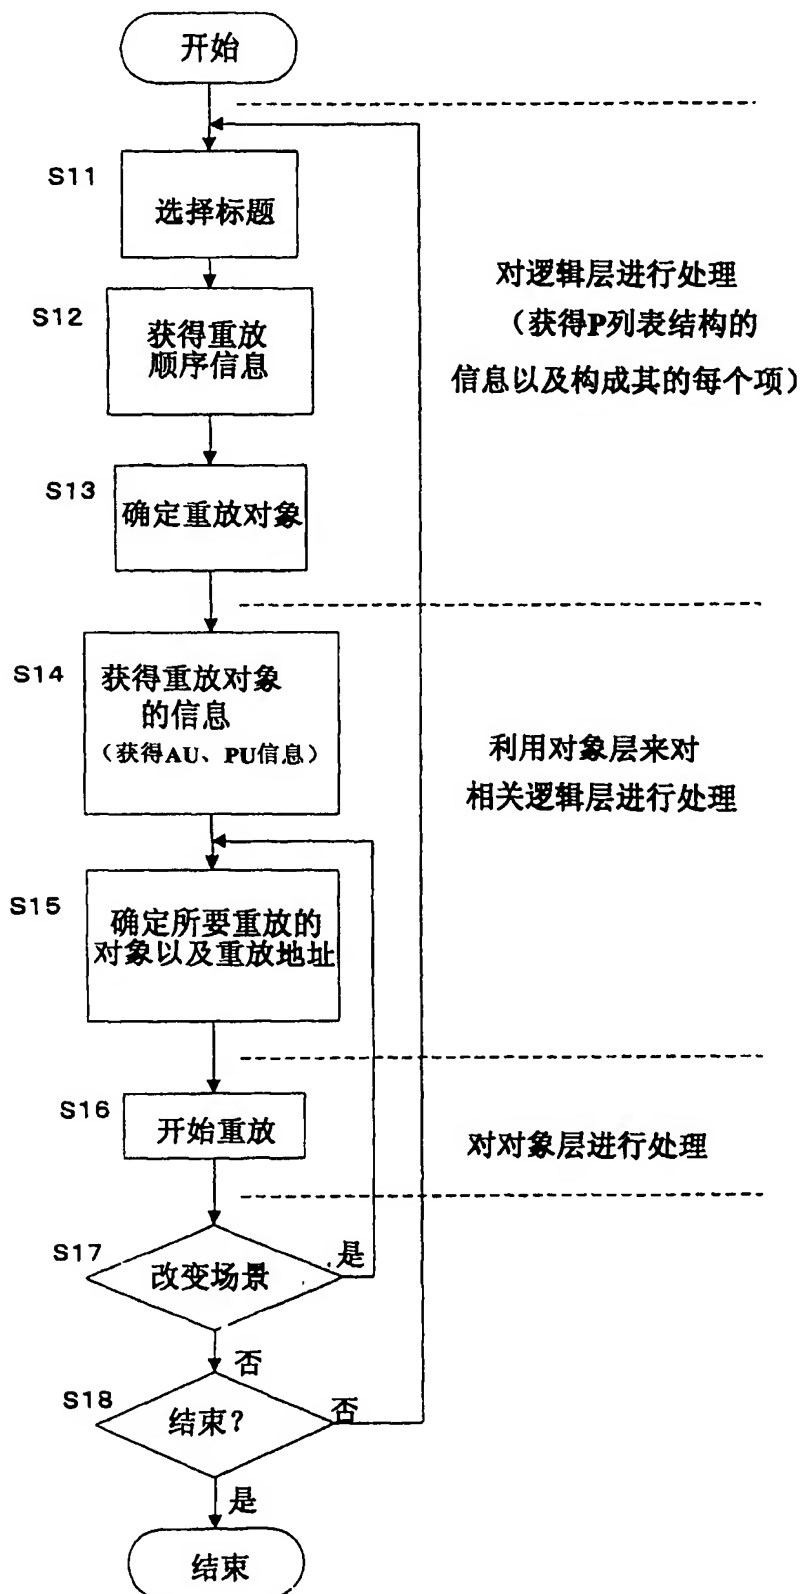 开始
S11
选择标题
对逻辑层进行处理
（获得P列表结构的
信息以及构成其的每个项）
S12
获得重放
顺序信息
S13
确定重放对象
S14
获得重放对象
的信息
（获得AU、PU信息）
利用对象层来对
相关逻辑层进行处理
S15
确定所要重放的
对象以及重放地址
S16
开始重放
对对象层进行处理
S17
改变场景
是
否
S18
结束？
否
是
结束